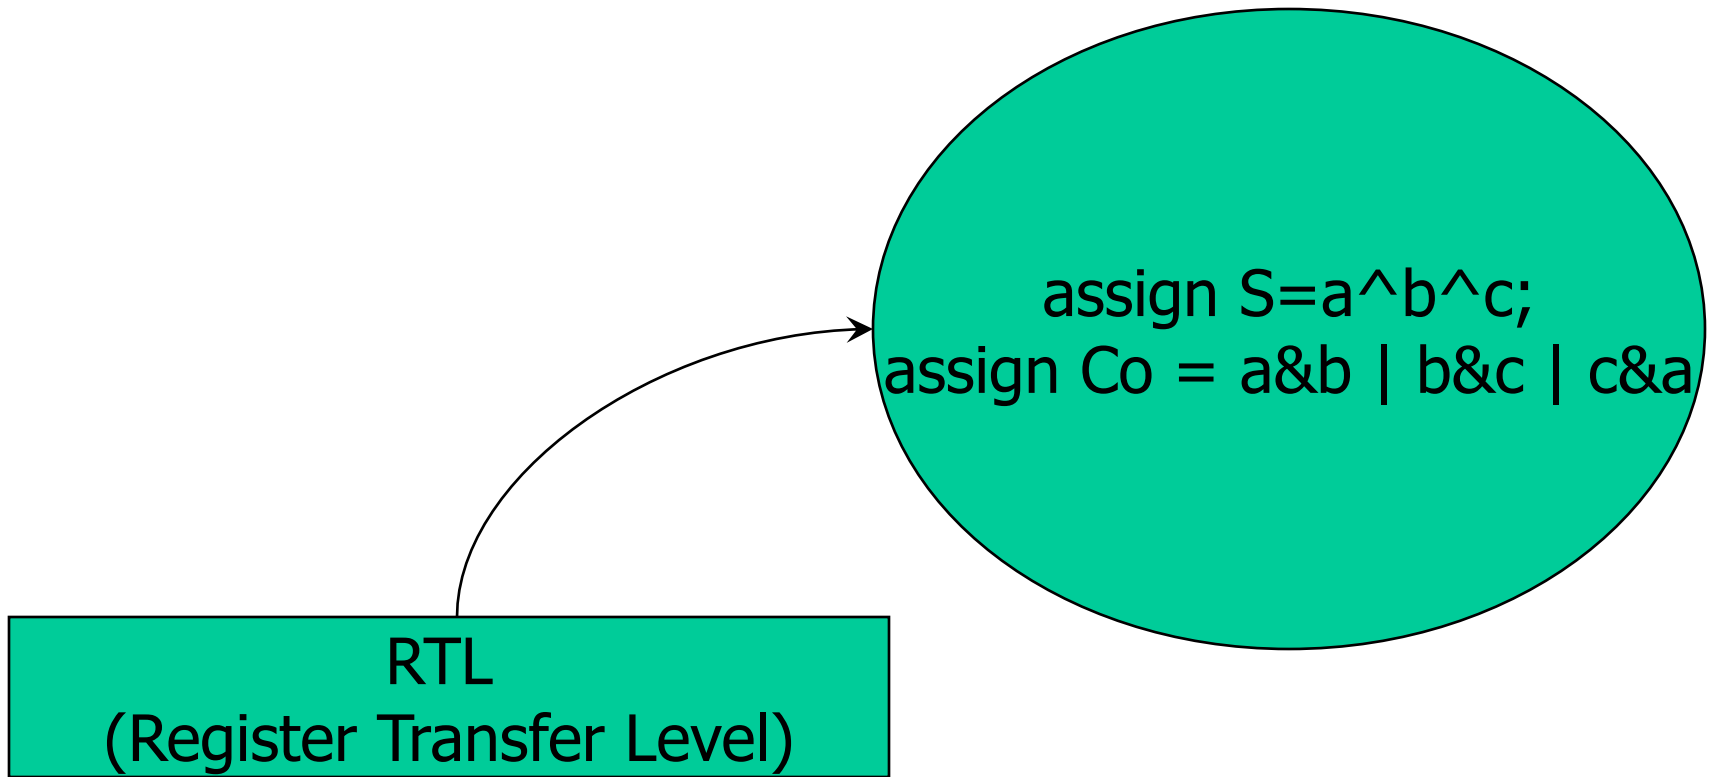 assign S=a^b^c;
assign Co = a&b | b&c | c&a
RTL
(Register Transfer Level)